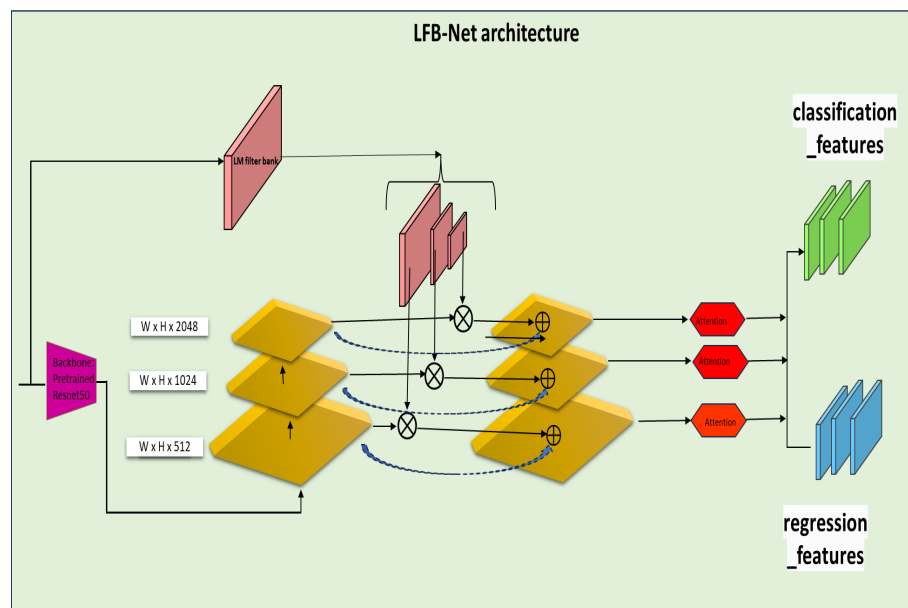 LFB-Net architecture
classification
_features
LM filter bank
W x H x 2048
Attention
Backbone:
Pretrained
Resnet50
W x H x 1024
Attention
W x H x 512
Attention
regression
_features